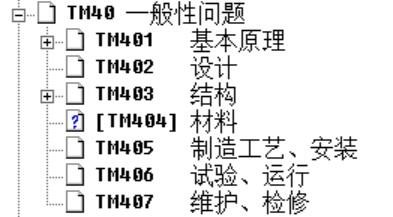 TM40 一般性问题
TM401 基本原理
TM402 设计
TM403 结构
[TM404] 材料
TM405 制造工艺、安装
TM406 试验、运行
TM407 维护、检修